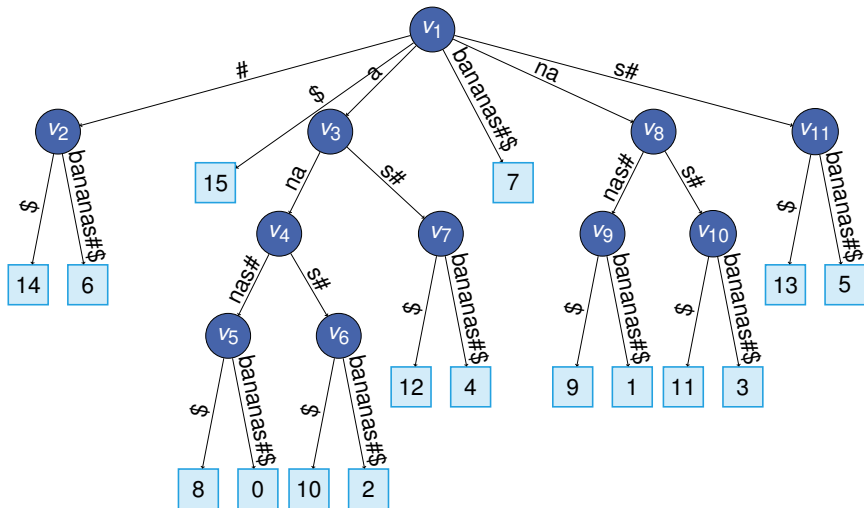 v1
#
$
a
bananas#$
na
s#
v2
v3
v8
v11
$
bananas#$
15
na
s#
7
nas#
s#
$
bananas#$
14
6
v4
v7
v9
v10
13
5
nas#
s#
$
bananas#$
$
bananas#$
$
bananas#$
v5
v6
12
4
9
1
11
3
$
bananas#$
$
bananas#$
8
0
10
2